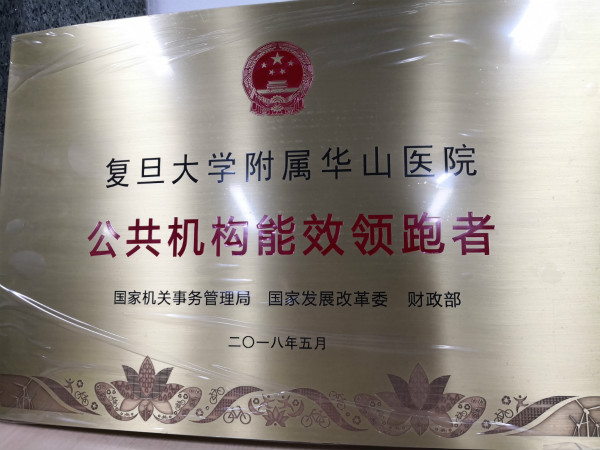 复旦大学附属华山医院
公共机构能效领跑者
国家机关事务管理局 国家发展改革委 财政部
二〇一八年五月